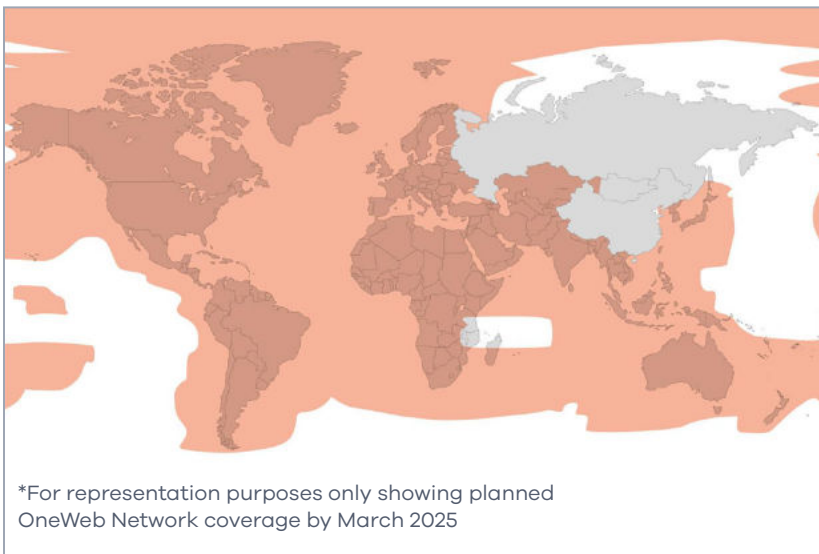 *For representation purposes only showing planned
OneWeb Network coverage by March 2025